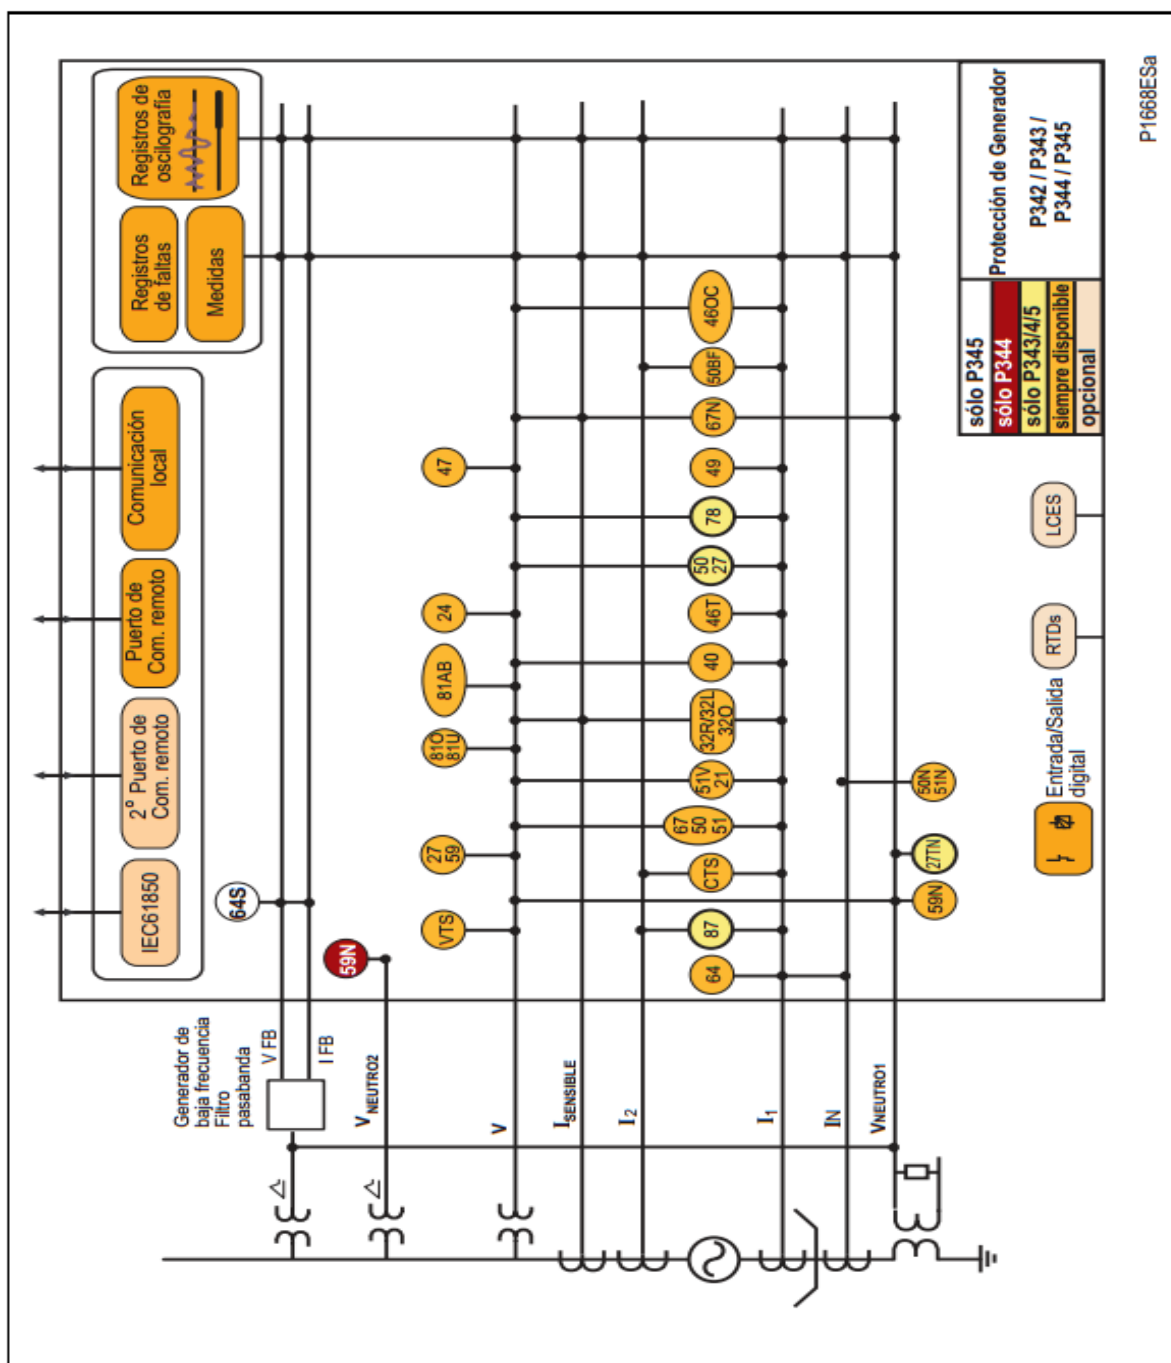 Registros de
oscilografía
Registros
de faltas
Medidas
Comunicación
local
Puerto de
Com. remoto
2º Puerto de
Com. remoto
IEC61850
64S
59N
47
24
81AB
81O
81U
27
59
VTS
46OC
50BF
67N
49
78
50
27
46T
40
32R/32L
32O
51V
21
67
50
51
CTS
87
64
50N
51N
27TN
59N
Generador de
baja frecuencia
Filtro
pasabanda
V FB
I FB
V NEUTRO2
V
I SENSIBLE
I2
I1
IN
VNEUTRO1
Entrada/Salida
digital
RTDs
LCES
sólo P345
sólo P344
sólo P343/4/5
siempre disponible
opcional
Protección de Generador
P342 / P343 /
P344 / P345
P1668ESa